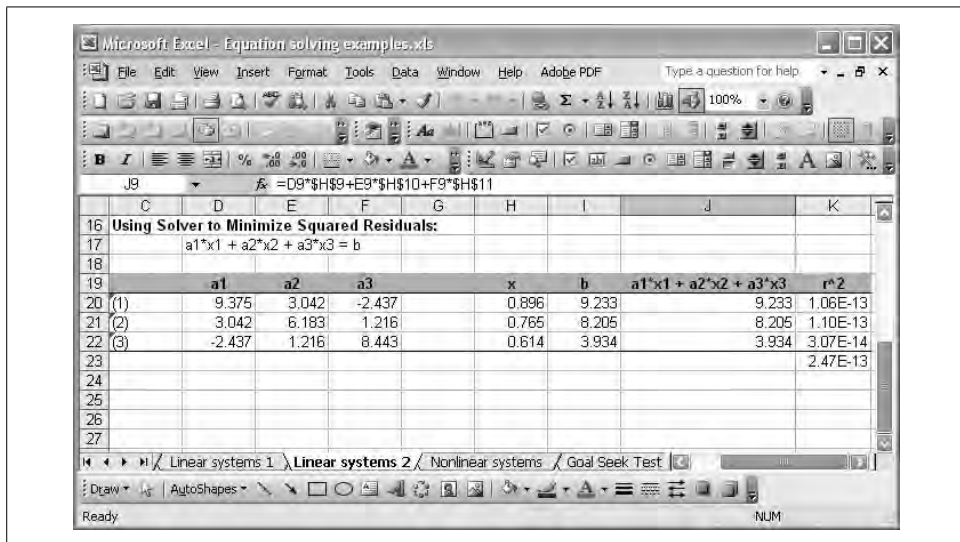 Microsoft Excel - Equation solving examples.xls
File Edit View Insert Format Tools Data Window Help Adobe PDF Type a question for help
100%
B I
J9 fx =D9*$H$9+E9*$H$10+F9*$H$11
C D E F G H I J K
16 Using Solver to Minimize Squared Residuals:
17 a1*x1 + a2*x2 + a3*x3 = b
18
19 a1 a2 a3 x b a1*x1 + a2*x2 + a3*x3 r^2
20 (1) 9.375 3.042 -2.437 0.896 9.233 9.233 1.06E-13
21 (2) 3.042 6.183 1.216 0.765 8.205 8.205 1.10E-13
22 (3) -2.437 1.216 8.443 0.614 3.934 3.934 3.07E-14
23 2.47E-13
24
25
26
27
Linear systems 1 Linear systems 2 Nonlinear systems Goal Seek Test
Draw AutoShapes
Ready NUM